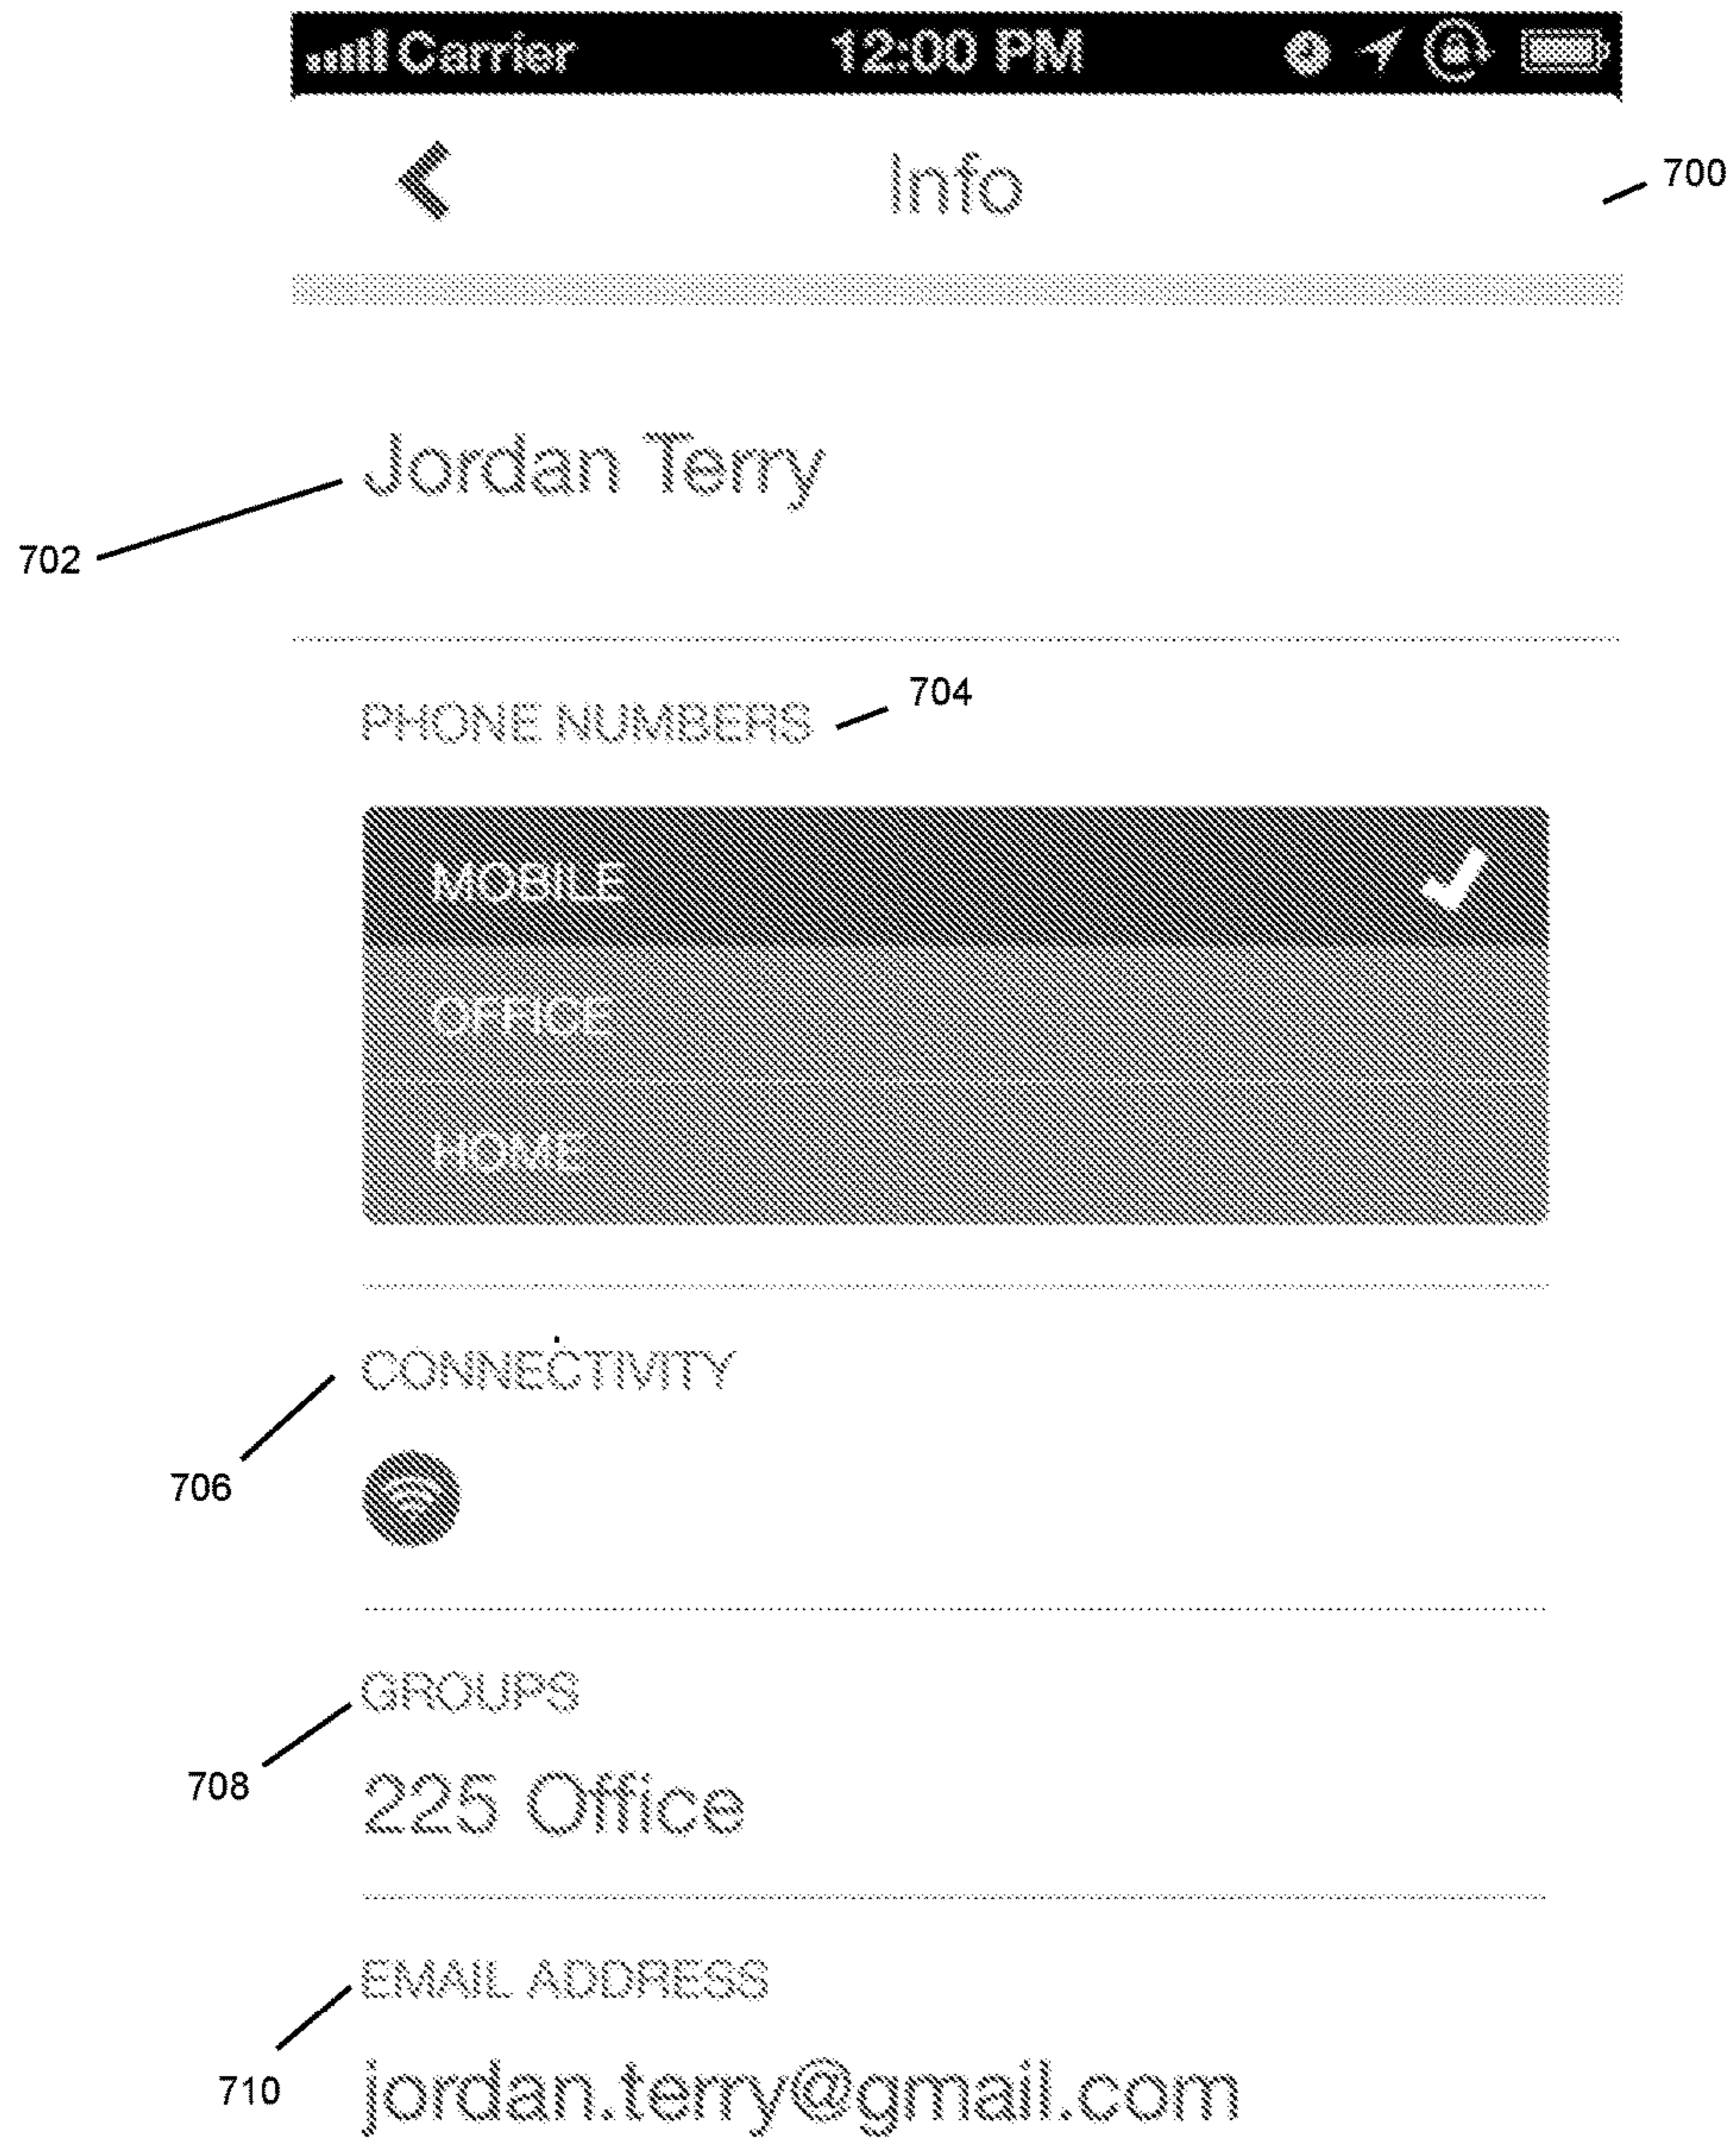 Carrier 12:00 PM
Info
700
Jordan Terry
702
704
PHONE NUMBERS
MOBILE
OFFICE
HOME
CONNECTIVITY
706
GROUPS
708
225 Office
EMAIL ADDRESS
710
jordan.terry@gmail.com